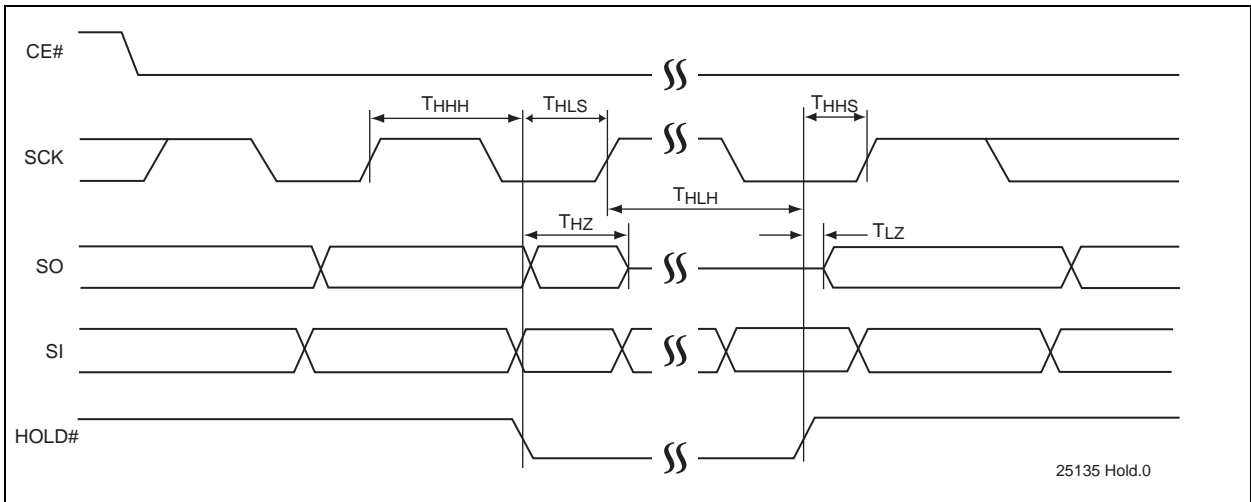 CE#
THHH THLS THHS
SCK
THLH
THZ TLZ
SO
SI
HOLD#
25135 Hold.0